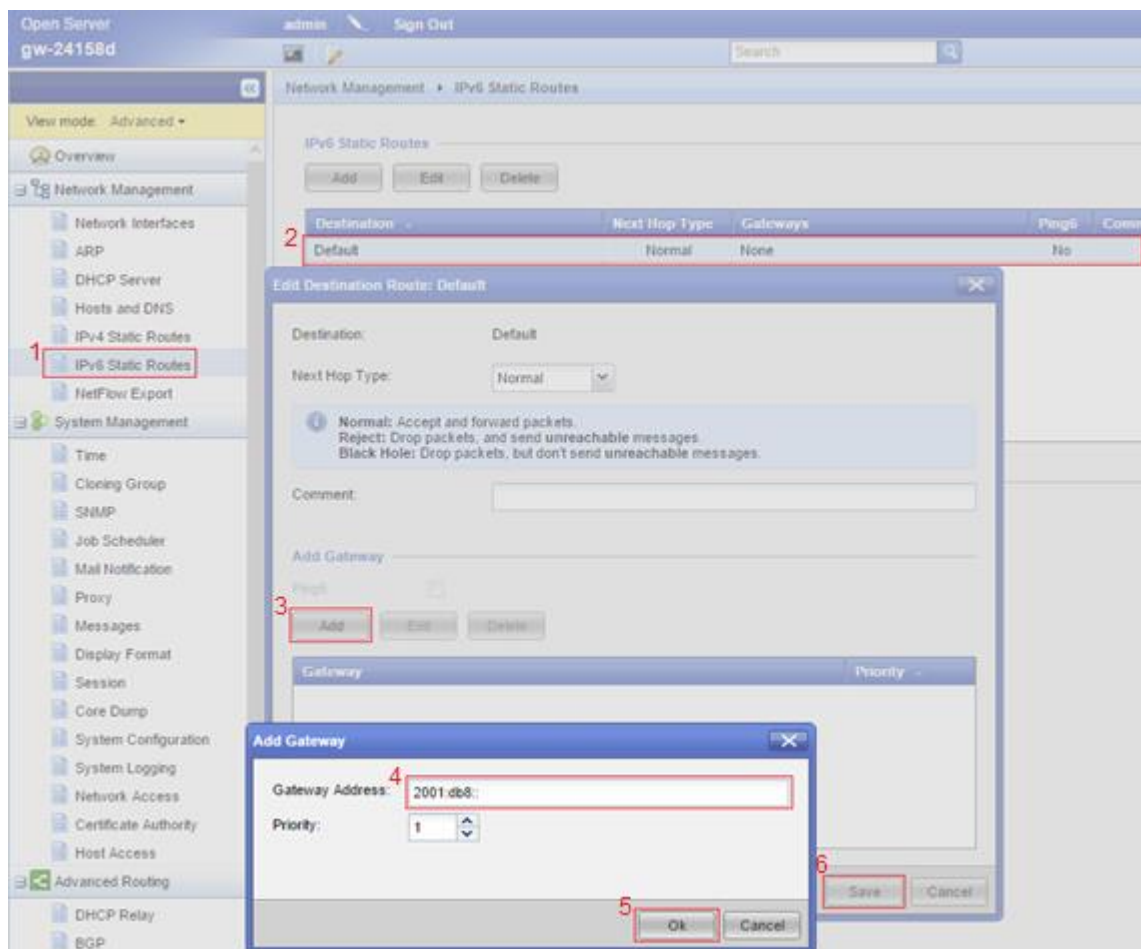 Open Server
admin Sign Out
gw-24158d
Search
Network Management IPv6 Static Routes
View mode: Advanced
Overview
Network Management
Network Interfaces
ARP
DHCP Server
Hosts and DNS
IPv4 Static Routes
1 IPv6 Static Routes
NetFlow Export
System Management
Time
Cloning Group
SNMP
Job Scheduler
Mail Notification
Proxy
Messages
Display Format
Session
Core Dump
System Configuration
System Logging
Network Access
Certificate Authority
Host Access
Advanced Routing
DHCP Relay
BGP
IPv6 Static Routes
Add Edit Delete
Destination Next Hop Type Gateways Ping6 Com
2 Default Normal None No
Edit Destination Route: Default
Destination: Default
Next Hop Type: Normal
Normal: Accept and forward packets.
Reject: Drop packets, and send unreachable messages.
Black Hole: Drop packets, but don't send unreachable messages.
Comment:
Add Gateway
Ping6
3 Add Edit Delete
Gateway Priority
Add Gateway
Gateway Address: 4 2001:db8::
Priority: 1
5 Ok Cancel
6 Save Cancel